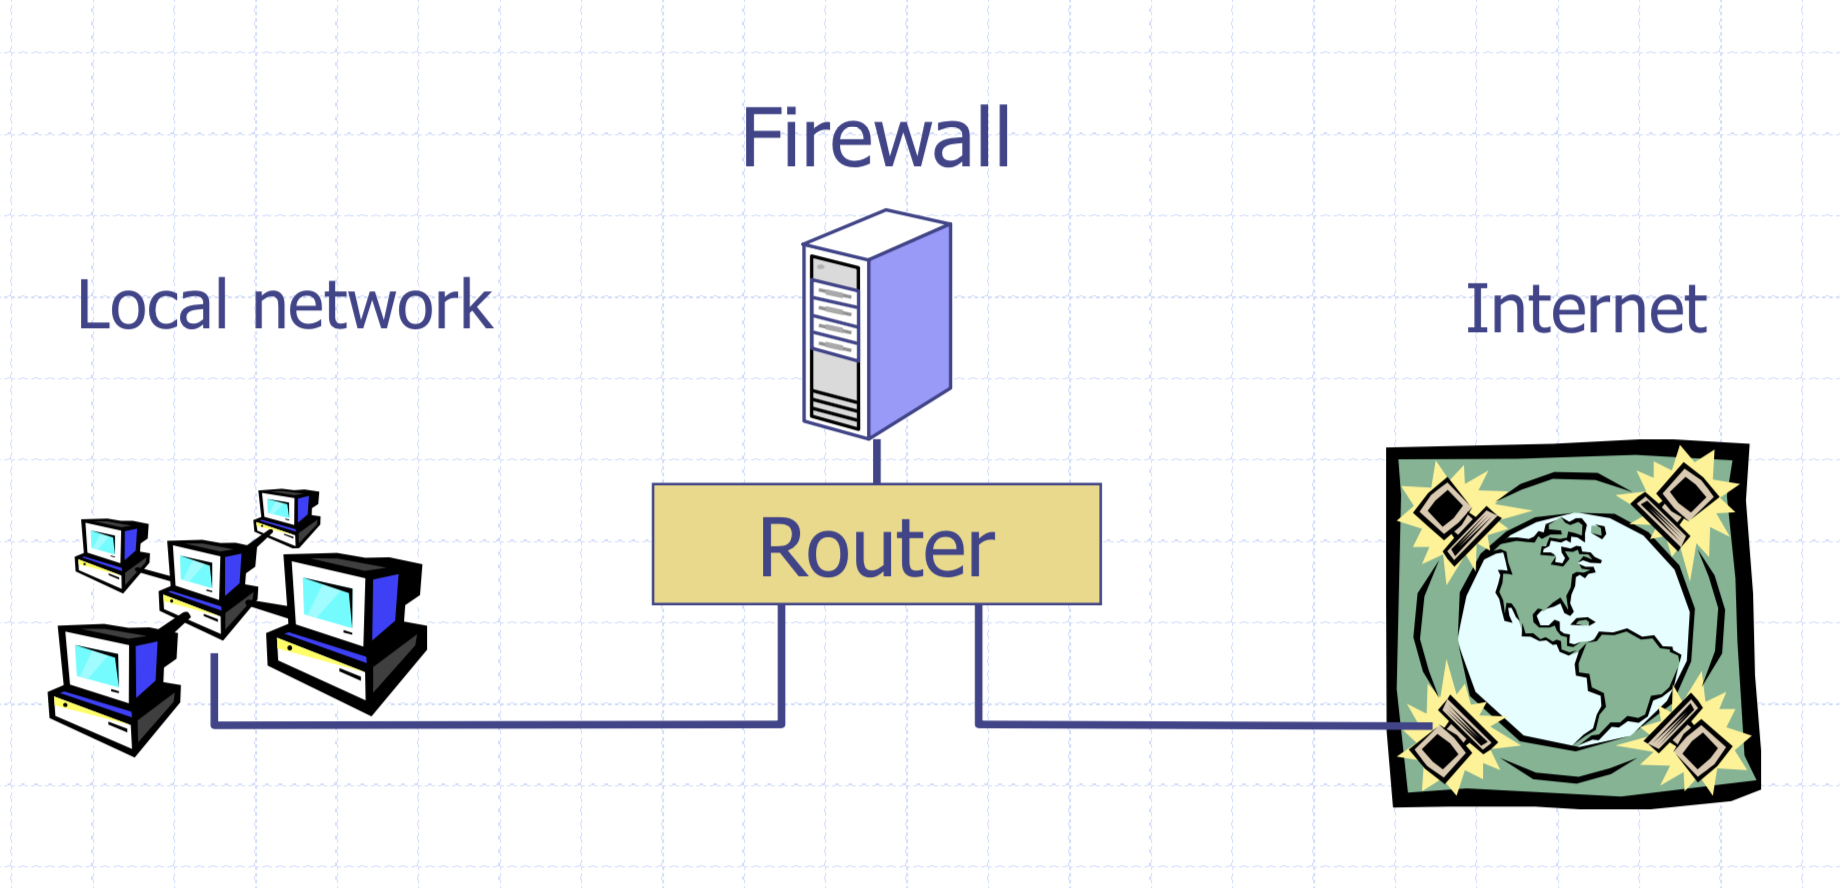 Firewall
Local network
Internet
Router